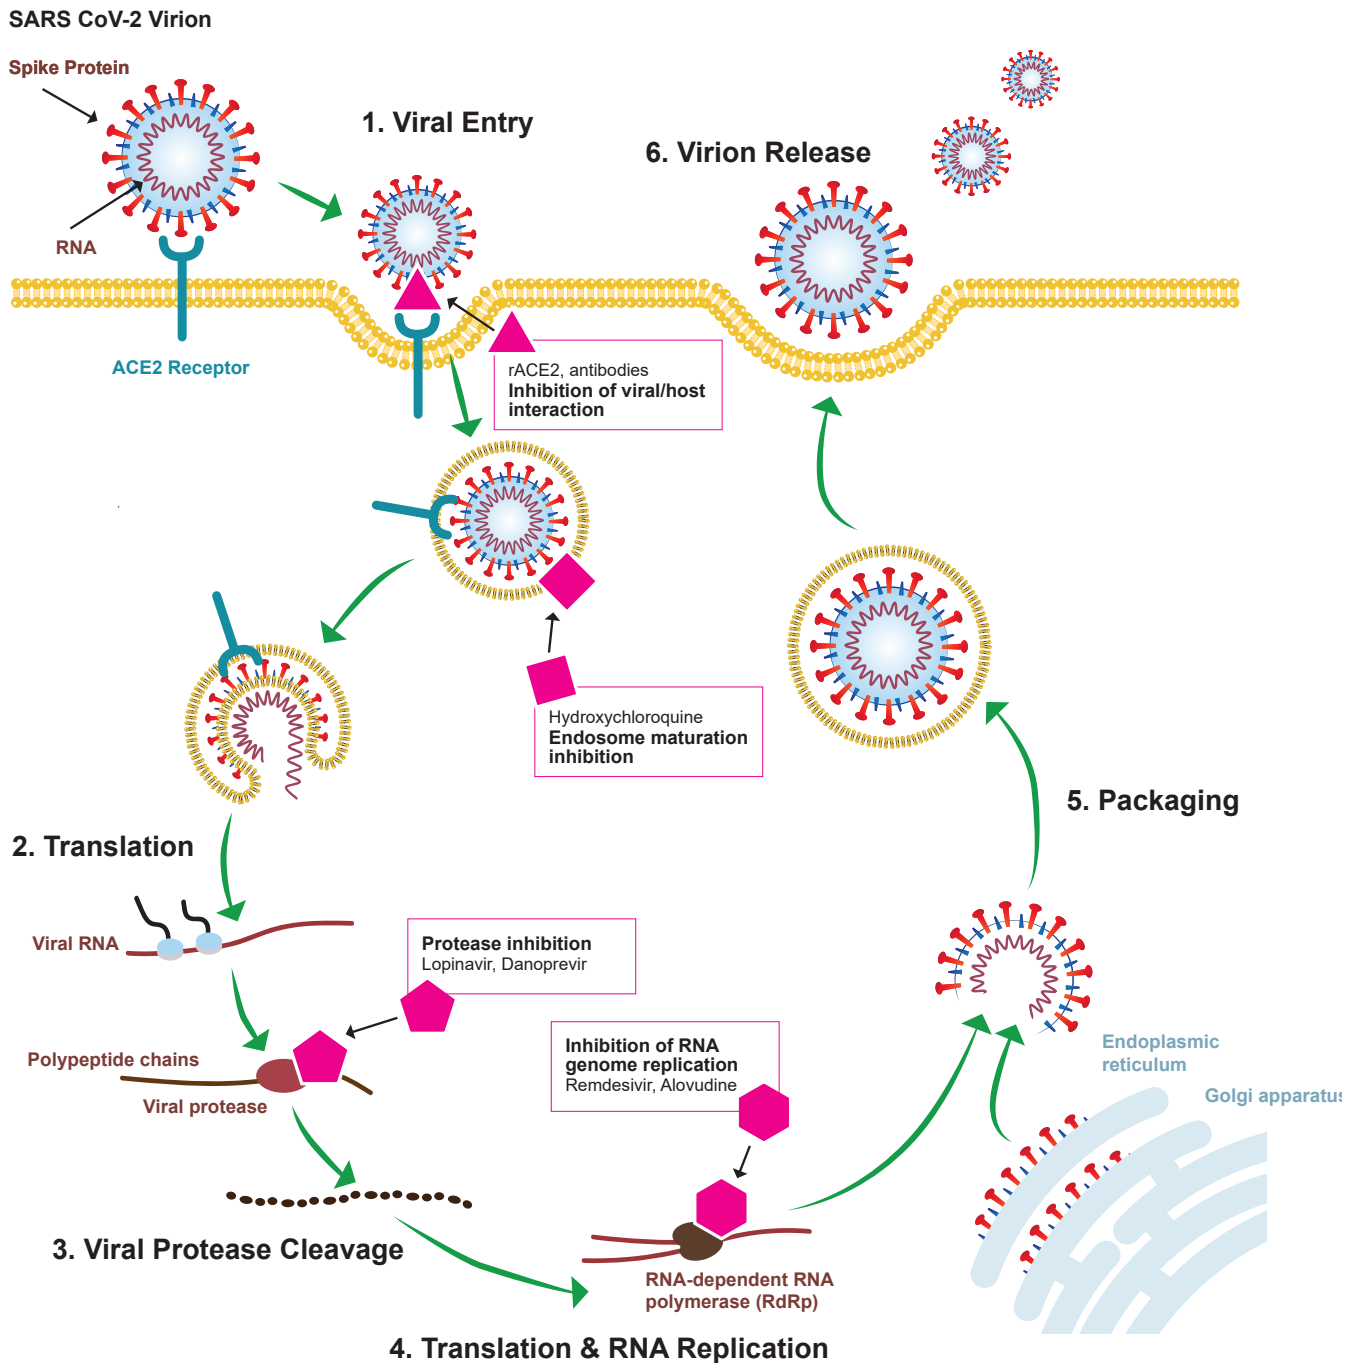 SARS CoV-2 Virion
Spike Protein
RNA
ACE2 Receptor
1. Viral Entry
rACE2, antibodies
Inhibition of viral/host
interaction
Hydroxychloroquine
Endosome maturation
inhibition
2. Translation
Viral RNA
Protease inhibition
Lopinavir, Danoprevir
Polypeptide chains
Viral protease
3. Viral Protease Cleavage
Inhibition of RNA
genome replication
Remdesivir, Alovudine
RNA-dependent RNA
polymerase (RdRp)
4. Translation & RNA Replication
5. Packaging
Endoplasmic
reticulum
Golgi apparatus
6. Virion Release